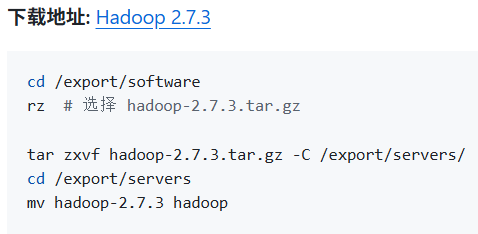 下载地址: Hadoop 2.7.3
cd /export/software
rz  # 选择 hadoop-2.7.3.tar.gz
tar zxvf hadoop-2.7.3.tar.gz -C /export/servers/
cd /export/servers
mv hadoop-2.7.3 hadoop